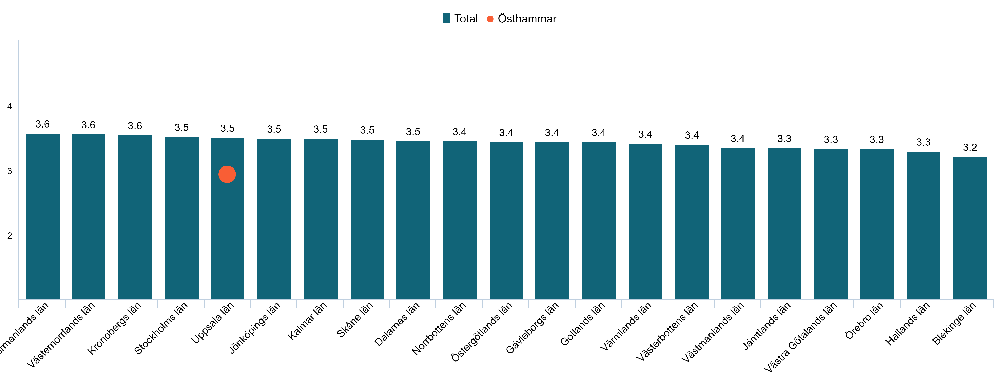 Total Östhammar
4
3
2
3.6 3.6 3.6 3.5 3.5 3.5 3.5 3.5 3.5 3.4 3.4 3.4 3.4 3.4 3.4 3.4 3.3 3.3 3.3 3.3 3.2
ermanlands län
Västernorrlands län
Kronobergs län
Stockholms län
Uppsala län
Jönköpings län
Kalmar län
Skåne län
Dalarnas län
Norrbottens län
Östergötlands län
Gävleborgs län
Gotlands län
Värmlands län
Västerbottens län
Västmanlands län
Jämtlands län
Västra Götalands län
Örebro län
Hallands län
Blekinge län